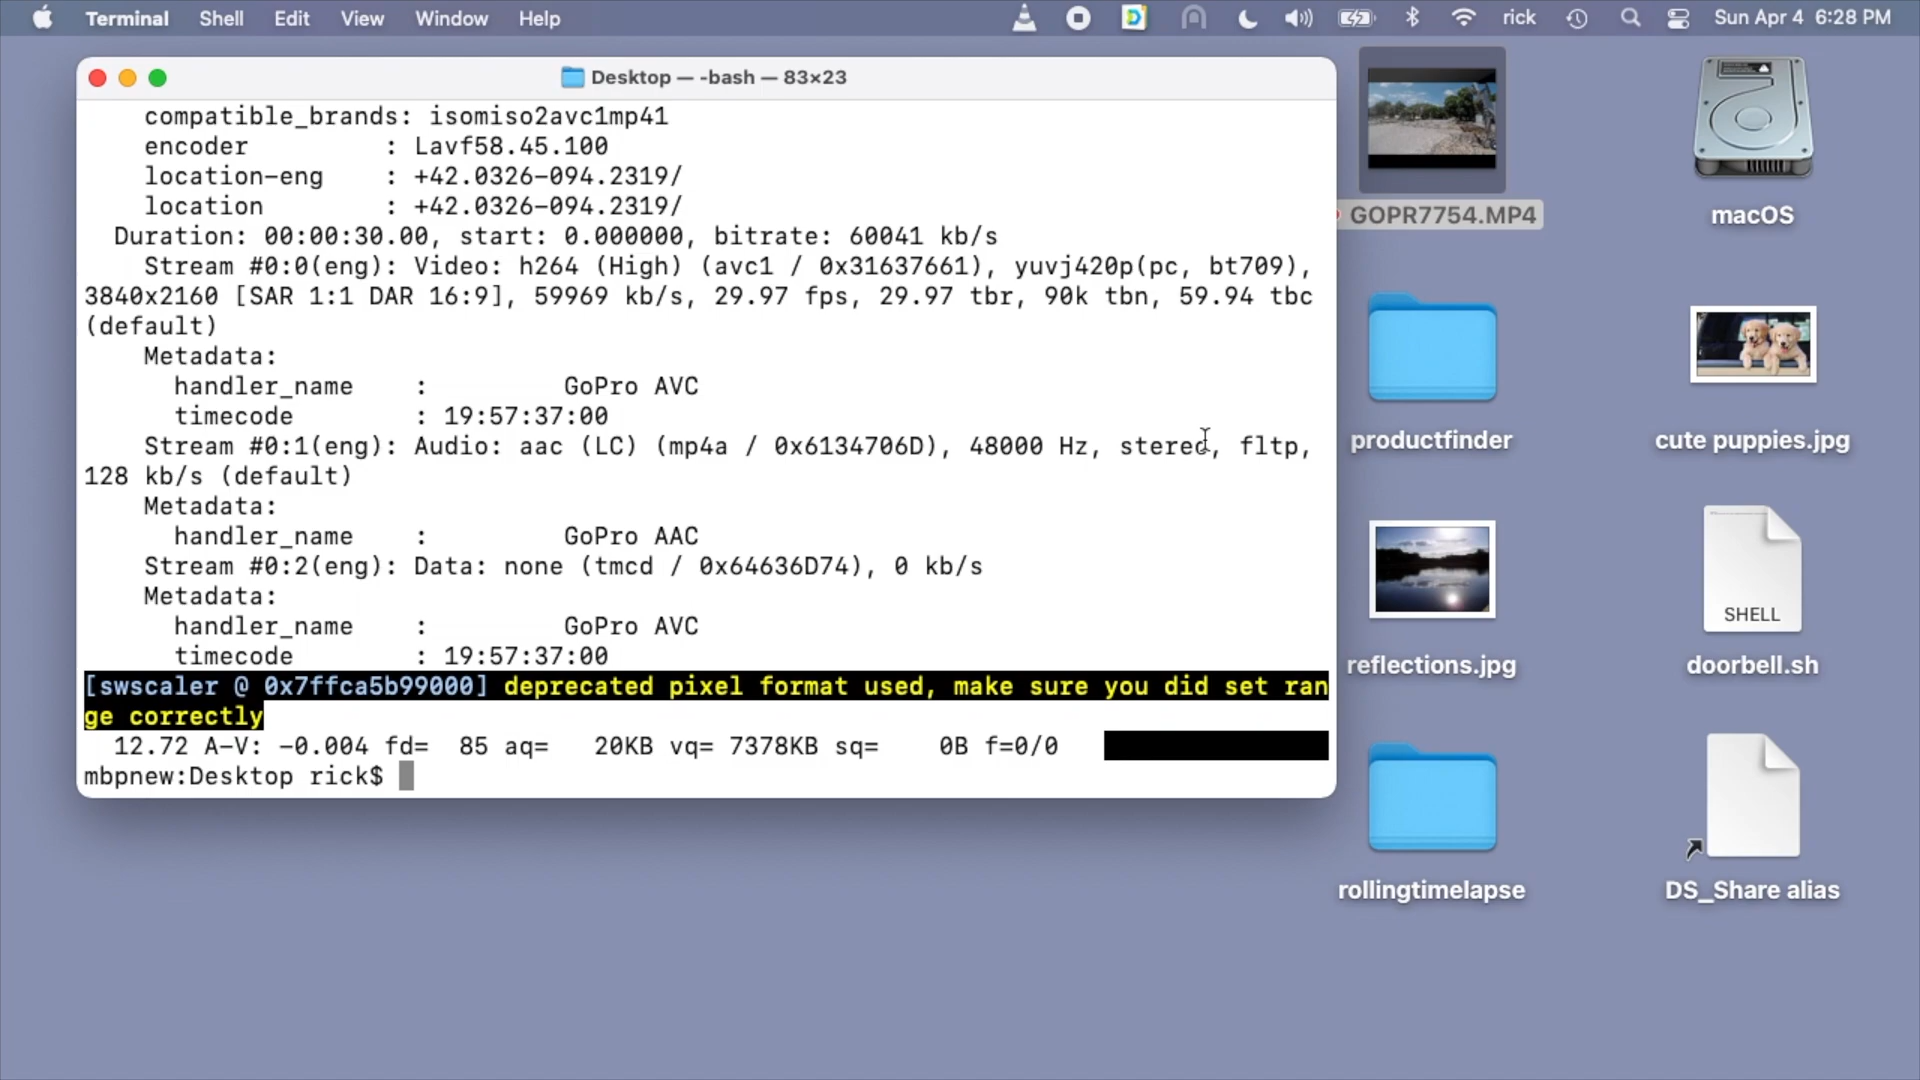 Terminal Shell Edit View Window Help rick Sun Apr 4 6:28 PM
Desktop — -bash — 83×23
compatible_brands: isomiso2avc1mp41
encoder : Lavf58.45.100
location-eng : +42.0326-094.2319/
location : +42.0326-094.2319/
Duration: 00:00:30.00, start: 0.000000, bitrate: 60041 kb/s
Stream #0:0(eng): Video: h264 (High) (avc1 / 0x31637661), yuvj420p(pc, bt709),
3840x2160 [SAR 1:1 DAR 16:9], 59969 kb/s, 29.97 fps, 29.97 tbr, 90k tbn, 59.94 tbc
(default)
Metadata:
handler_name : GoPro AVC
timecode : 19:57:37:00
Stream #0:1(eng): Audio: aac (LC) (mp4a / 0x6134706D), 48000 Hz, stereo, fltp,
128 kb/s (default)
Metadata:
handler_name : GoPro AAC
Stream #0:2(eng): Data: none (tmcd / 0x64636D74), 0 kb/s
Metadata:
handler_name : GoPro AVC
timecode : 19:57:37:00
[swscaler @ 0x7ffca5b99000] deprecated pixel format used, make sure you did set ran
ge correctly
12.72 A-V: -0.004 fd= 85 aq= 20KB vq= 7378KB sq= 0B f=0/0
mbpnew:Desktop rick$
GOPR7754.MP4
macOS
productfinder
cute puppies.jpg
reflections.jpg
SHELL
doorbell.sh
rollingtimelapse
DS_Share alias